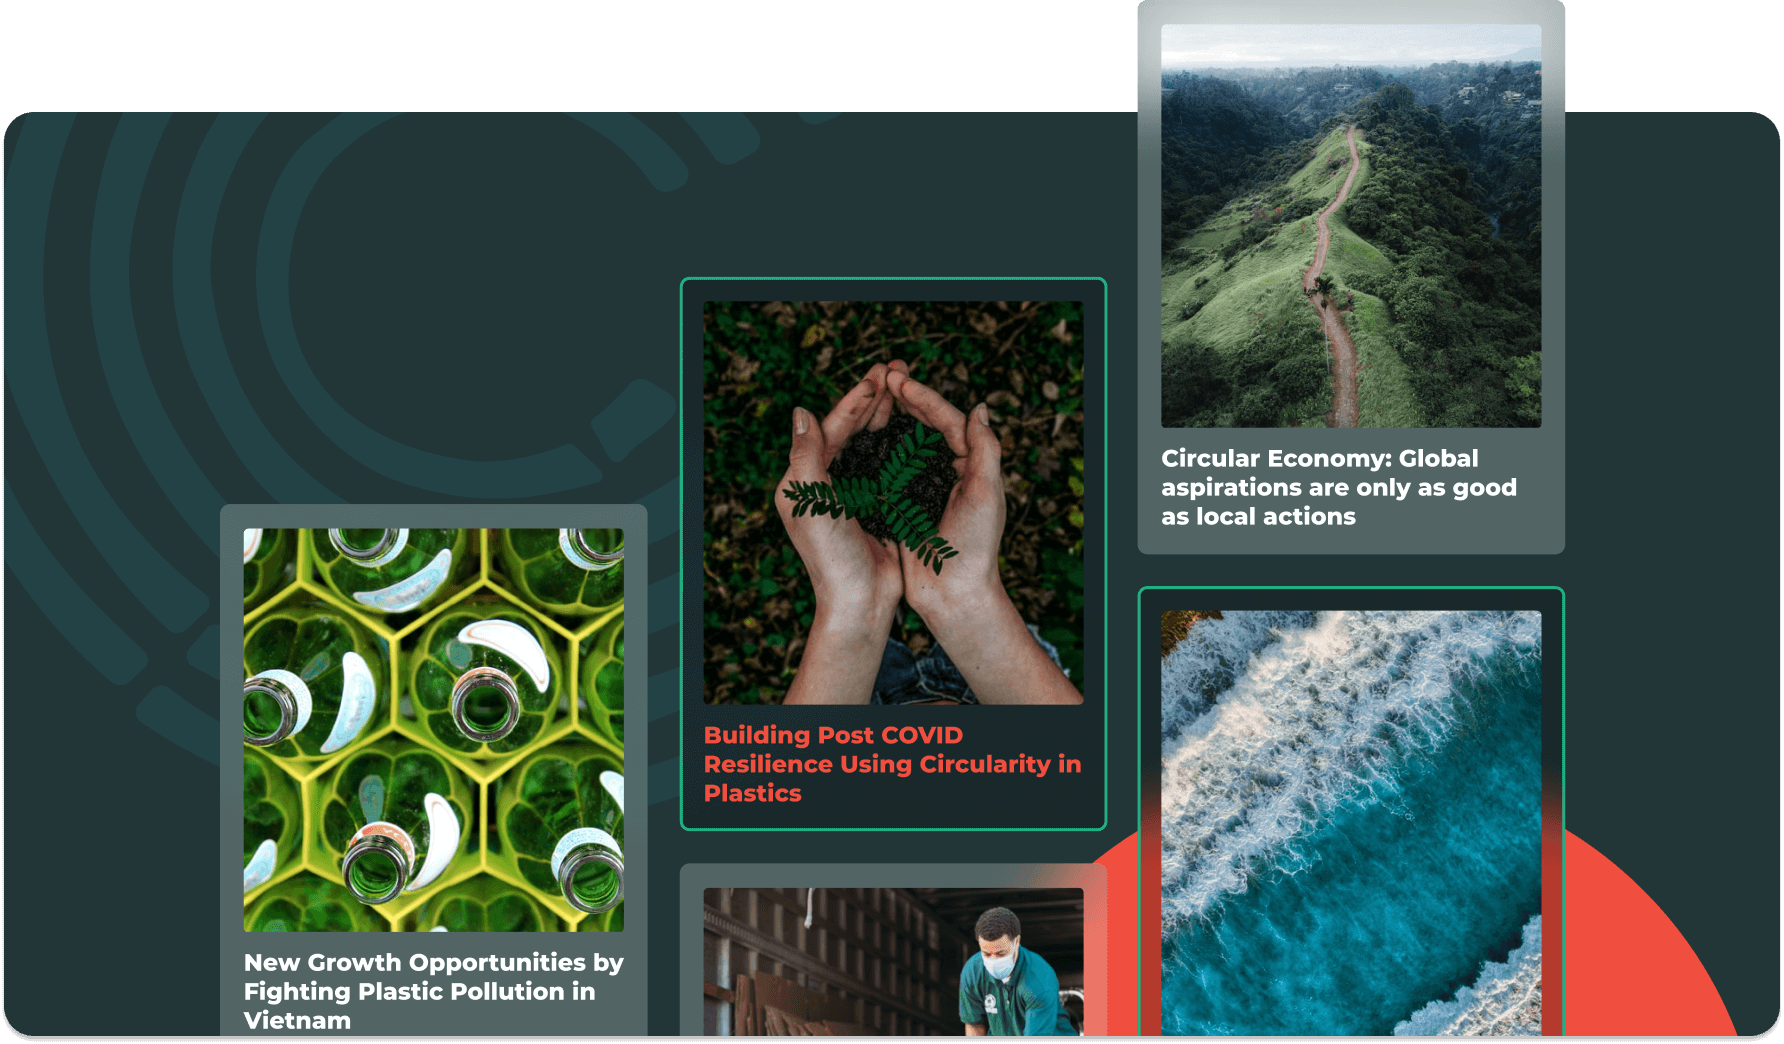 Circular Economy: Global
aspirations are only as good
as local actions
Building Post COVID
Resilience Using Circularity in
Plastics
New Growth Opportunities by
Fighting Plastic Pollution in
Vietnam